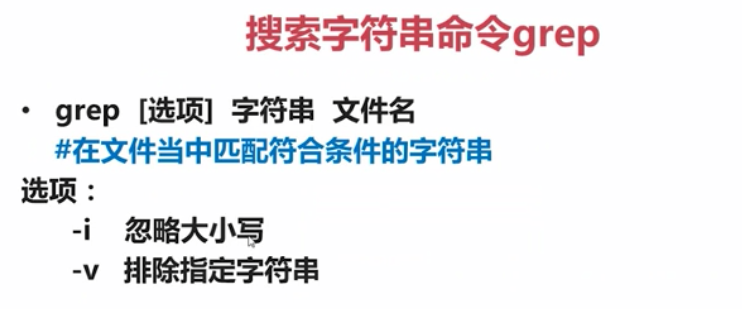 搜索字符串命令grep
• grep [选项] 字符串 文件名
#在文件当中匹配符合条件的字符串
选项：
-i 忽略大小写
-v 排除指定字符串